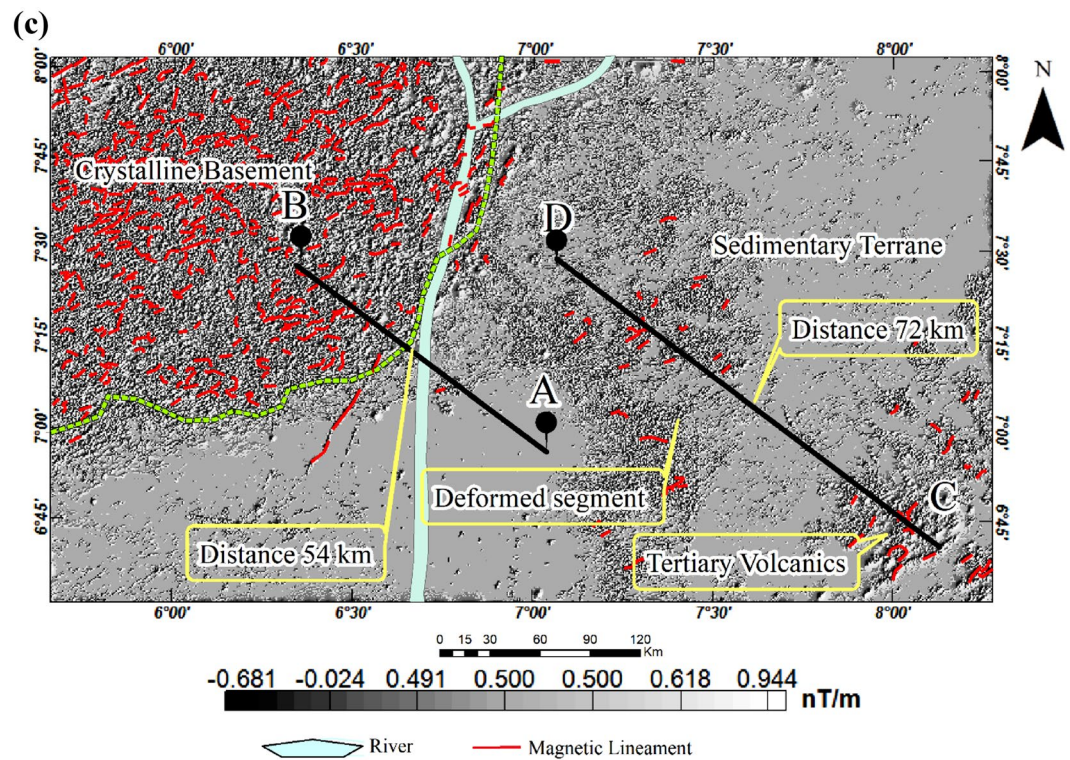 (c)
6°00' 6°30' 7°00' 7°30' 8°00'
N
8°00'
8°00'
7°45'
7°45'
Crystalline Basement
B
D
7°30'
7°30'
Sedimentary Terrane
7°15'
7°15'
Distance 72 km
A
7°00'
7°00'
Deformed segment
C
6°45'
6°45'
Distance 54 km
Tertiary Volcanics
6°00' 6°30' 7°00' 7°30' 8°00'
0 15 30 60 90 120
Km
-0.681 -0.024 0.491 0.500 0.500 0.618 0.944
nT/m
River
Magnetic Lineament